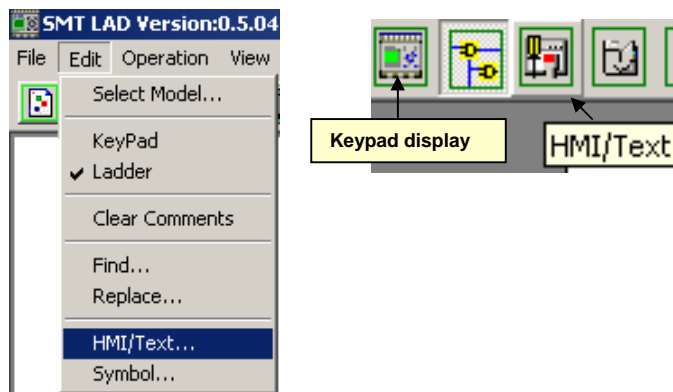 SMT LAD Version:0.5.04
File Edit Operation View
Select Model...
KeyPad
Ladder
Clear Comments
Find...
Replace...
HMI/Text...
Symbol...
Keypad display
HMI/Text